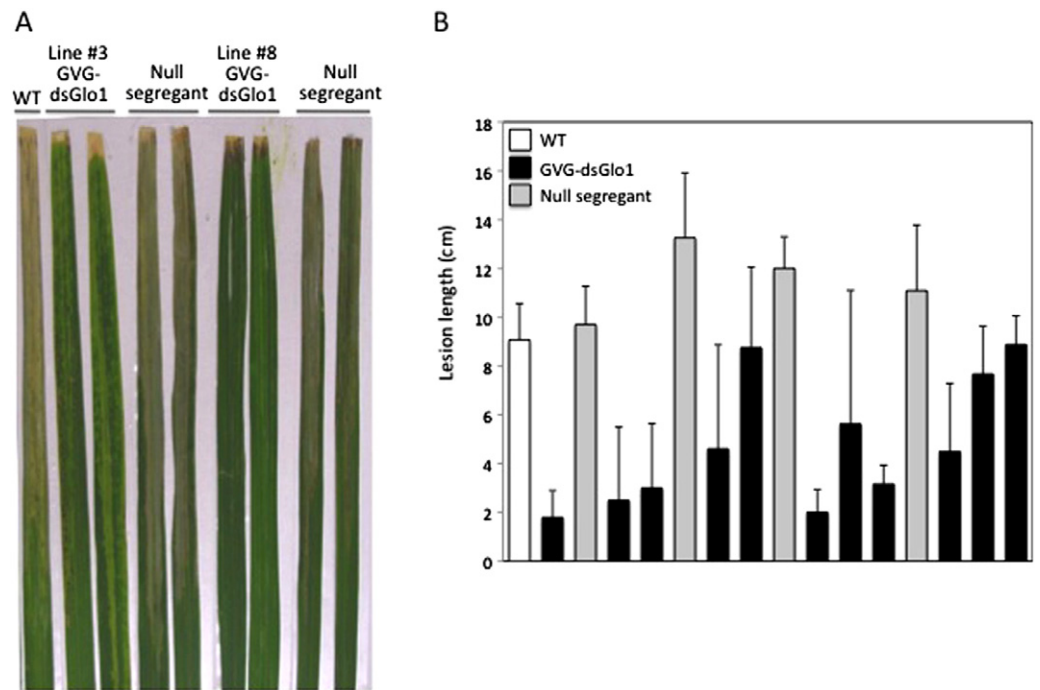 A
B
WT
Line #3
GVG-
dsGlo1
Null
segregant
Line #8
GVG-
dsGlo1
Null
segregant
Lesion length (cm)
18
16
14
12
10
8
6
4
2
0
WT
GVG-dsGlo1
Null segregant